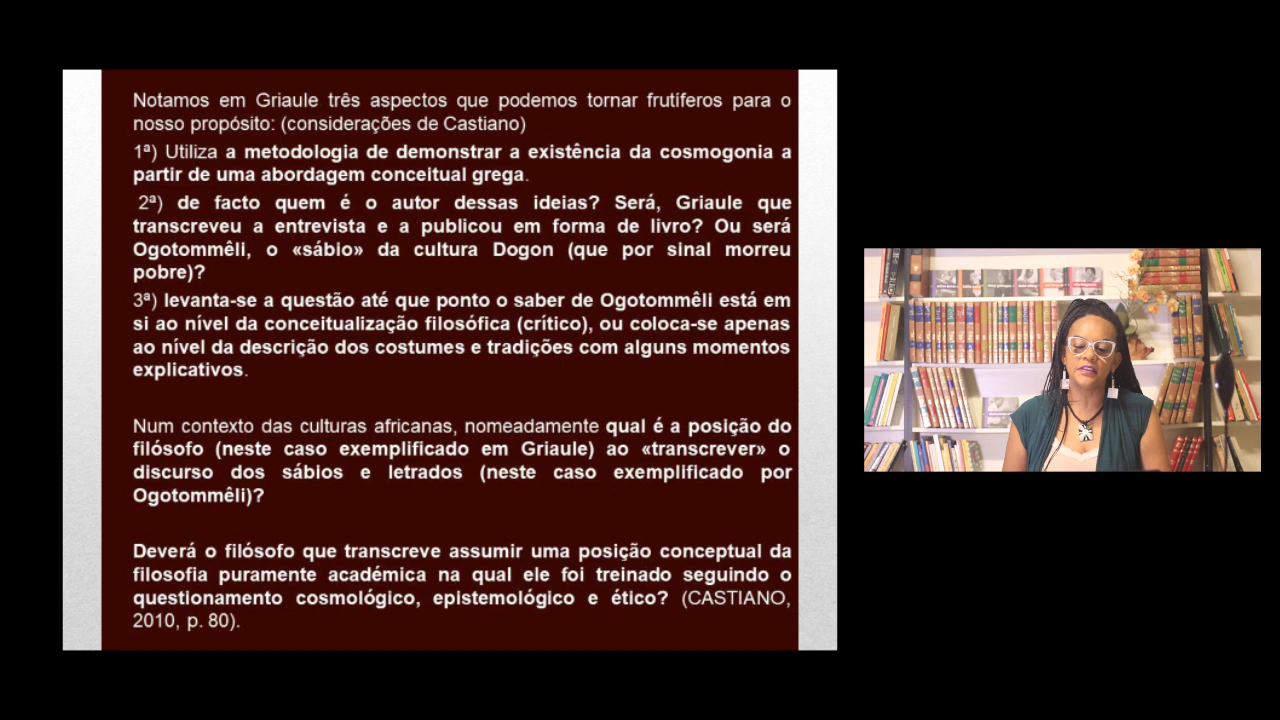 Notamos em Griaule três aspectos que podemos tornar frutíferos para o
nosso propósito: (considerações de Castiano)
1ª) Utiliza a metodologia de demonstrar a existência da cosmogonia a
partir de uma abordagem conceitual grega.
2ª) de facto quem é o autor dessas ideias? Será, Griaule que
transcreveu a entrevista e a publicou em forma de livro? Ou será
Ogotommêli, o «sábio» da cultura Dogon (que por sinal morreu
pobre)?
3ª) levanta-se a questão até que ponto o saber de Ogotommêli está em
si ao nível da conceitualização filosófica (crítico), ou coloca-se apenas
ao nível da descrição dos costumes e tradições com alguns momentos
explicativos.
Num contexto das culturas africanas, nomeadamente qual é a posição do
filósofo (neste caso exemplificado em Griaule) ao «transcrever» o
discurso dos sábios e letrados (neste caso exemplificado por
Ogotommêli)?
Deverá o filósofo que transcreve assumir uma posição conceptual da
filosofia puramente académica na qual ele foi treinado seguindo o
questionamento cosmológico, epistemológico e ético? (CASTIANO,
2010, p. 80).